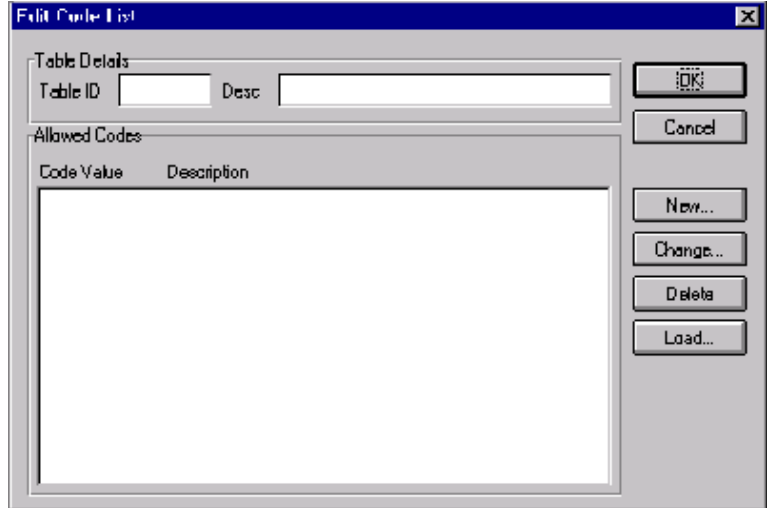 Edit Code List
Table Details
Table ID Desc
OK
Cancel
Allowed Codes
Code Value Description
New...
Change...
Delete
Load...